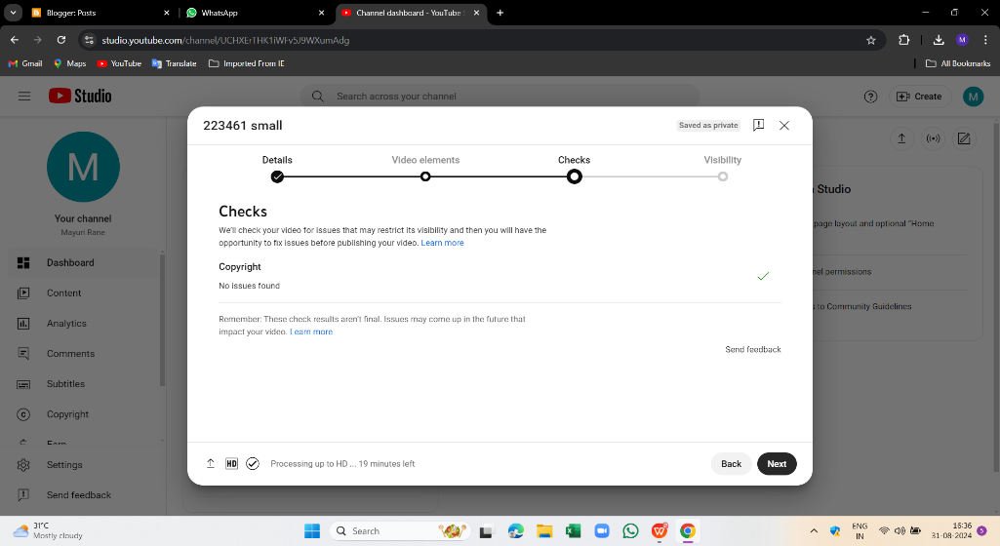 Blogger: Posts
WhatsApp
Channel dashboard - YouTube
studio.youtube.com/channel/UCHXErTHK1iWFv5J9WXumAdg
M
Gmail
Maps
YouTube
Translate
Imported From IE
All Bookmarks
Studio
Search across your channel
Create
M
M
Your channel
Mayuri Rane
Dashboard
Content
Analytics
Comments
Subtitles
Copyright
Earn
Settings
Send feedback
223461 small
Saved as private
Details
Video elements
Checks
Visibility
Checks
We'll check your video for issues that may restrict its visibility and then you will have the
opportunity to fix issues before publishing your video. Learn more
Copyright
No issues found
Remember: These check results aren't final. Issues may come up in the future that
impact your video. Learn more
Send feedback
HD
Processing up to HD ... 19 minutes left
Back
Next
Studio
page layout and optional "Home
nel permissions
s to Community Guidelines
31°C
Mostly cloudy
Search
ENG
IN
16:36
31-08-2024
5